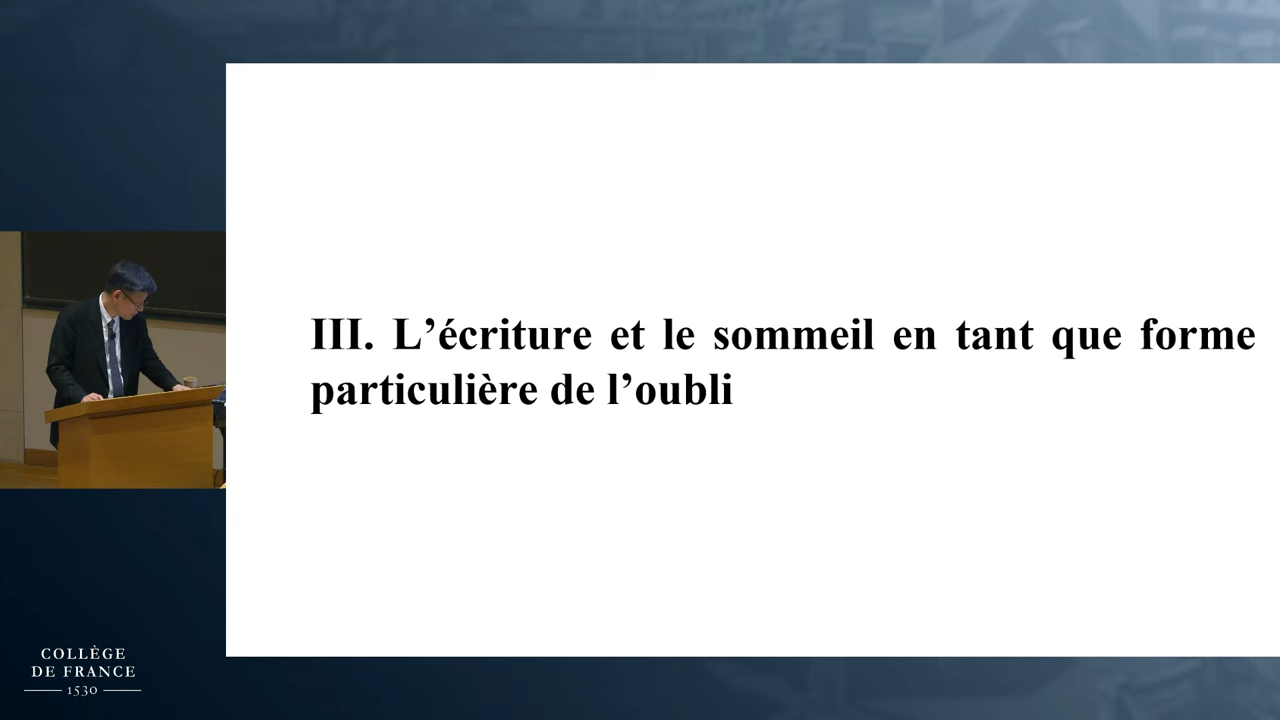 III. L’écriture et le sommeil en tant que forme
particulière de l’oubli
COLLÈGE
DE FRANCE
1530